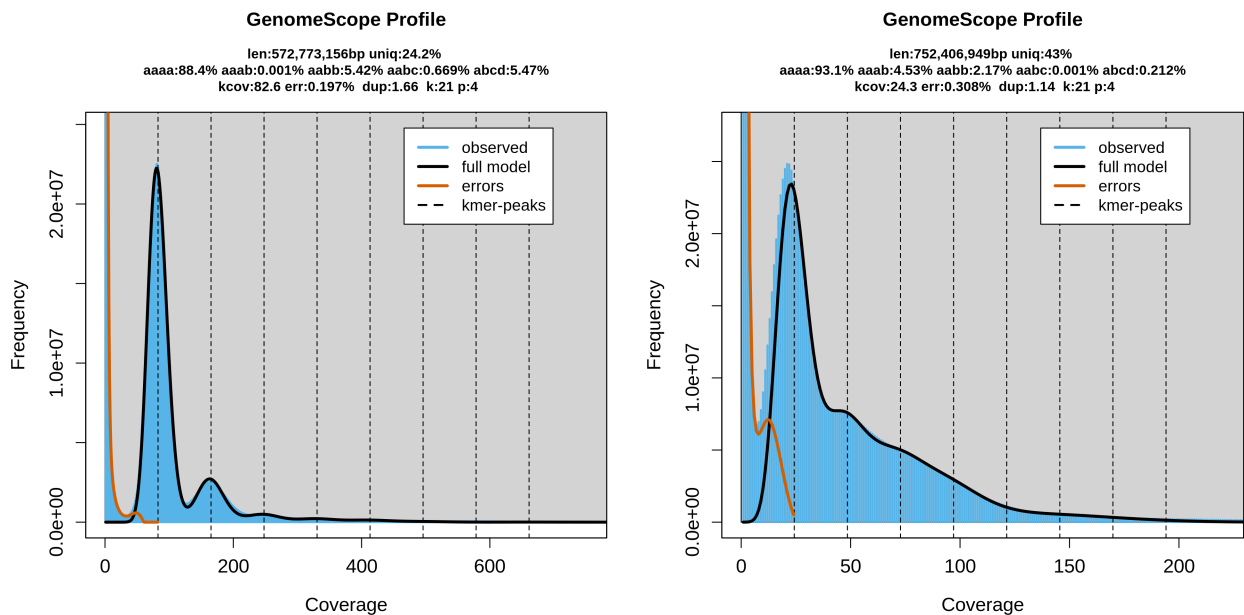 GenomeScope Profile
len:572,773,156bp uniq:24.2%
aaaa:88.4% aaab:0.001% aabb:5.42% aabc:0.669% abcd:5.47%
kcov:82.6 err:0.197%  dup:1.66  k:21 p:4
observed
full model
errors
kmer-peaks
Frequency
2.0e+07
1.0e+07
0.0e+00
0 200 400 600
Coverage
GenomeScope Profile
len:752,406,949bp uniq:43%
aaaa:93.1% aaab:4.53% aabb:2.17% aabc:0.001% abcd:0.212%
kcov:24.3 err:0.308%  dup:1.14  k:21 p:4
observed
full model
errors
kmer-peaks
Frequency
2.0e+07
1.0e+07
0.0e+00
0 50 100 150 200
Coverage